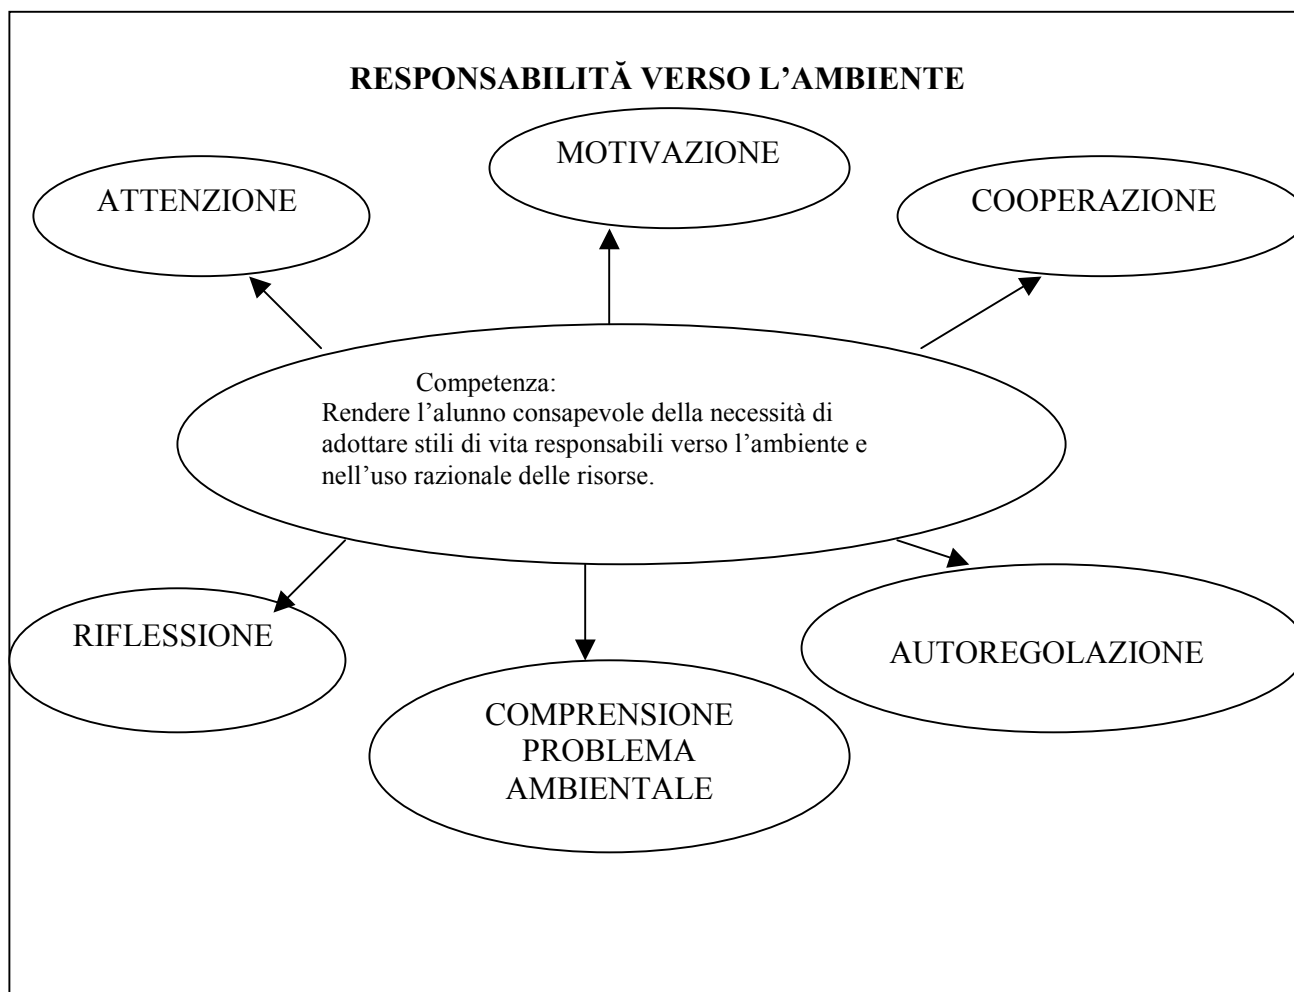 RESPONSABILITĂ VERSO L’AMBIENTE
MOTIVAZIONE
ATTENZIONE
COOPERAZIONE
Competenza:
Rendere l’alunno consapevole della necessità di
adottare stili di vita responsabili verso l’ambiente e
nell’uso razionale delle risorse.
RIFLESSIONE
AUTOREGOLAZIONE
COMPRENSIONE
PROBLEMA
AMBIENTALE